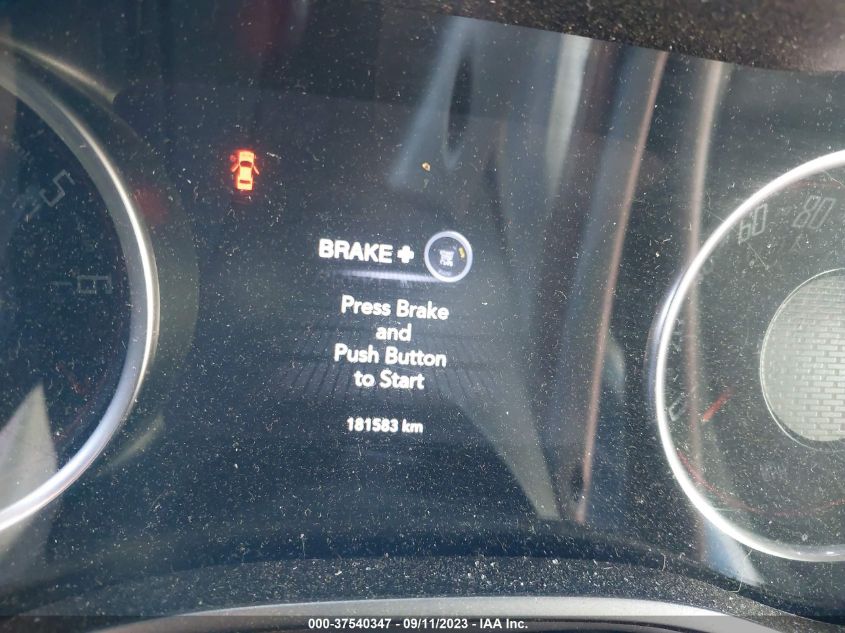 BRAKE +
Press Brake
and
Push Button
to Start
181583 km
5
60
80
E
000-37540347 - 09/11/2023 - IAA Inc.